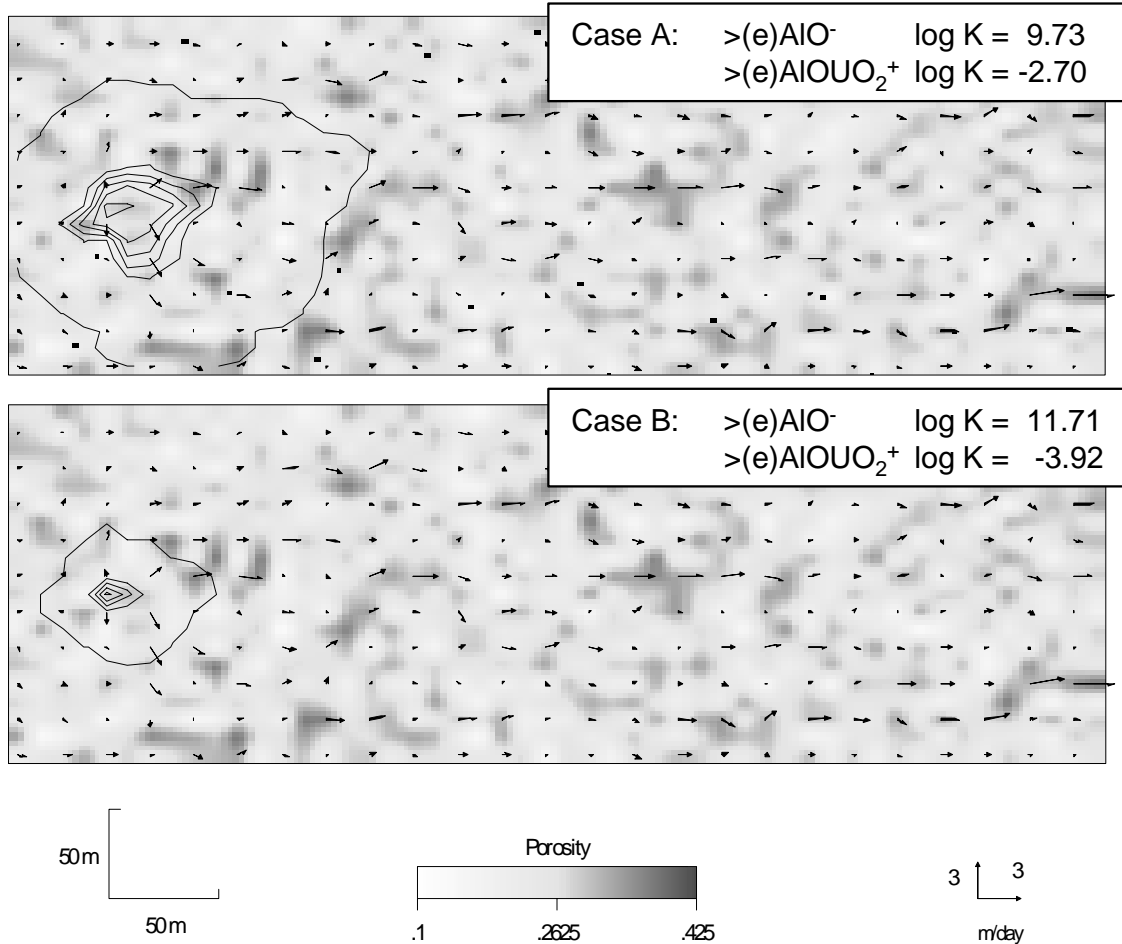 Case A: >(e)AlO⁻ log K = 9.73
>(e)AlOUO₂⁺ log K = -2.70
Case B: >(e)AlO⁻ log K = 11.71
>(e)AlOUO₂⁺ log K = -3.92
50 m
50 m
Porosity
.1 .2625 .425
3 3
m/day